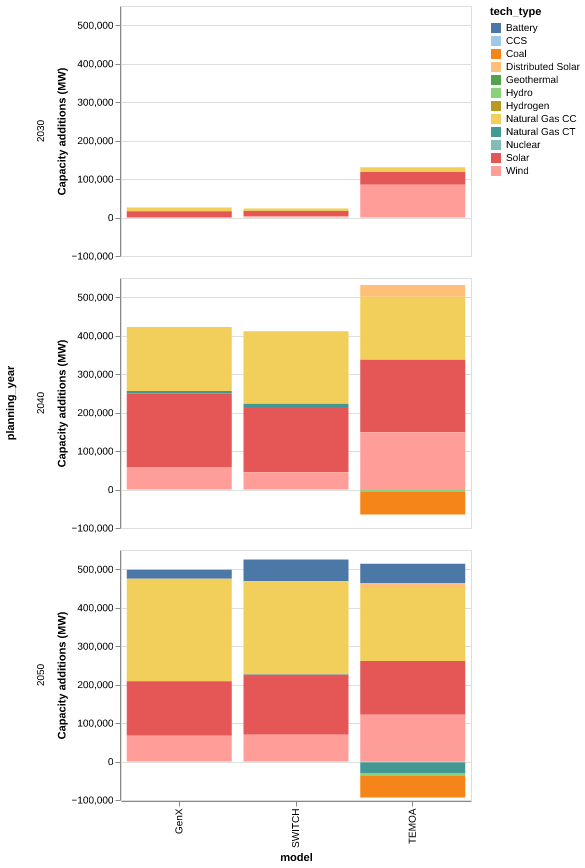 tech_type
Battery
CCS
Coal
Distributed Solar
Geothermal
Hydro
Hydrogen
Natural Gas CC
Natural Gas CT
Nuclear
Solar
Wind
planning_year
2030
Capacity additions (MW)
500,000
400,000
300,000
200,000
100,000
0
−100,000
2040
Capacity additions (MW)
500,000
400,000
300,000
200,000
100,000
0
−100,000
2050
Capacity additions (MW)
500,000
400,000
300,000
200,000
100,000
0
−100,000
GenX
SWITCH
TEMOA
model